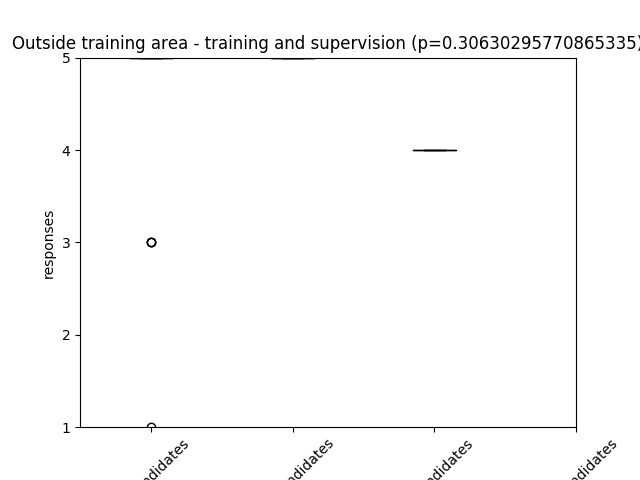 Outside training area - training and supervision (p=0.30630295770865335)
5
4
3
2
1
responses